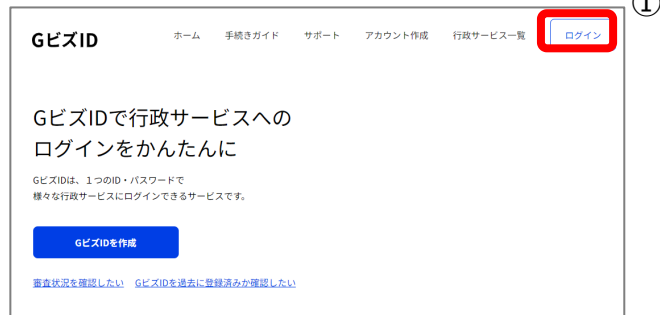 ①
GビズID ホーム 手続きガイド サポート アカウント作成 行政サービス一覧 ログイン
GビズIDで行政サービスへの
ログインをかんたんに
GビズIDは、１つのID・パスワードで
様々な行政サービスにログインできるサービスです。
GビズIDを作成
審査状況を確認したい GビズIDを過去に登録済みか確認したい